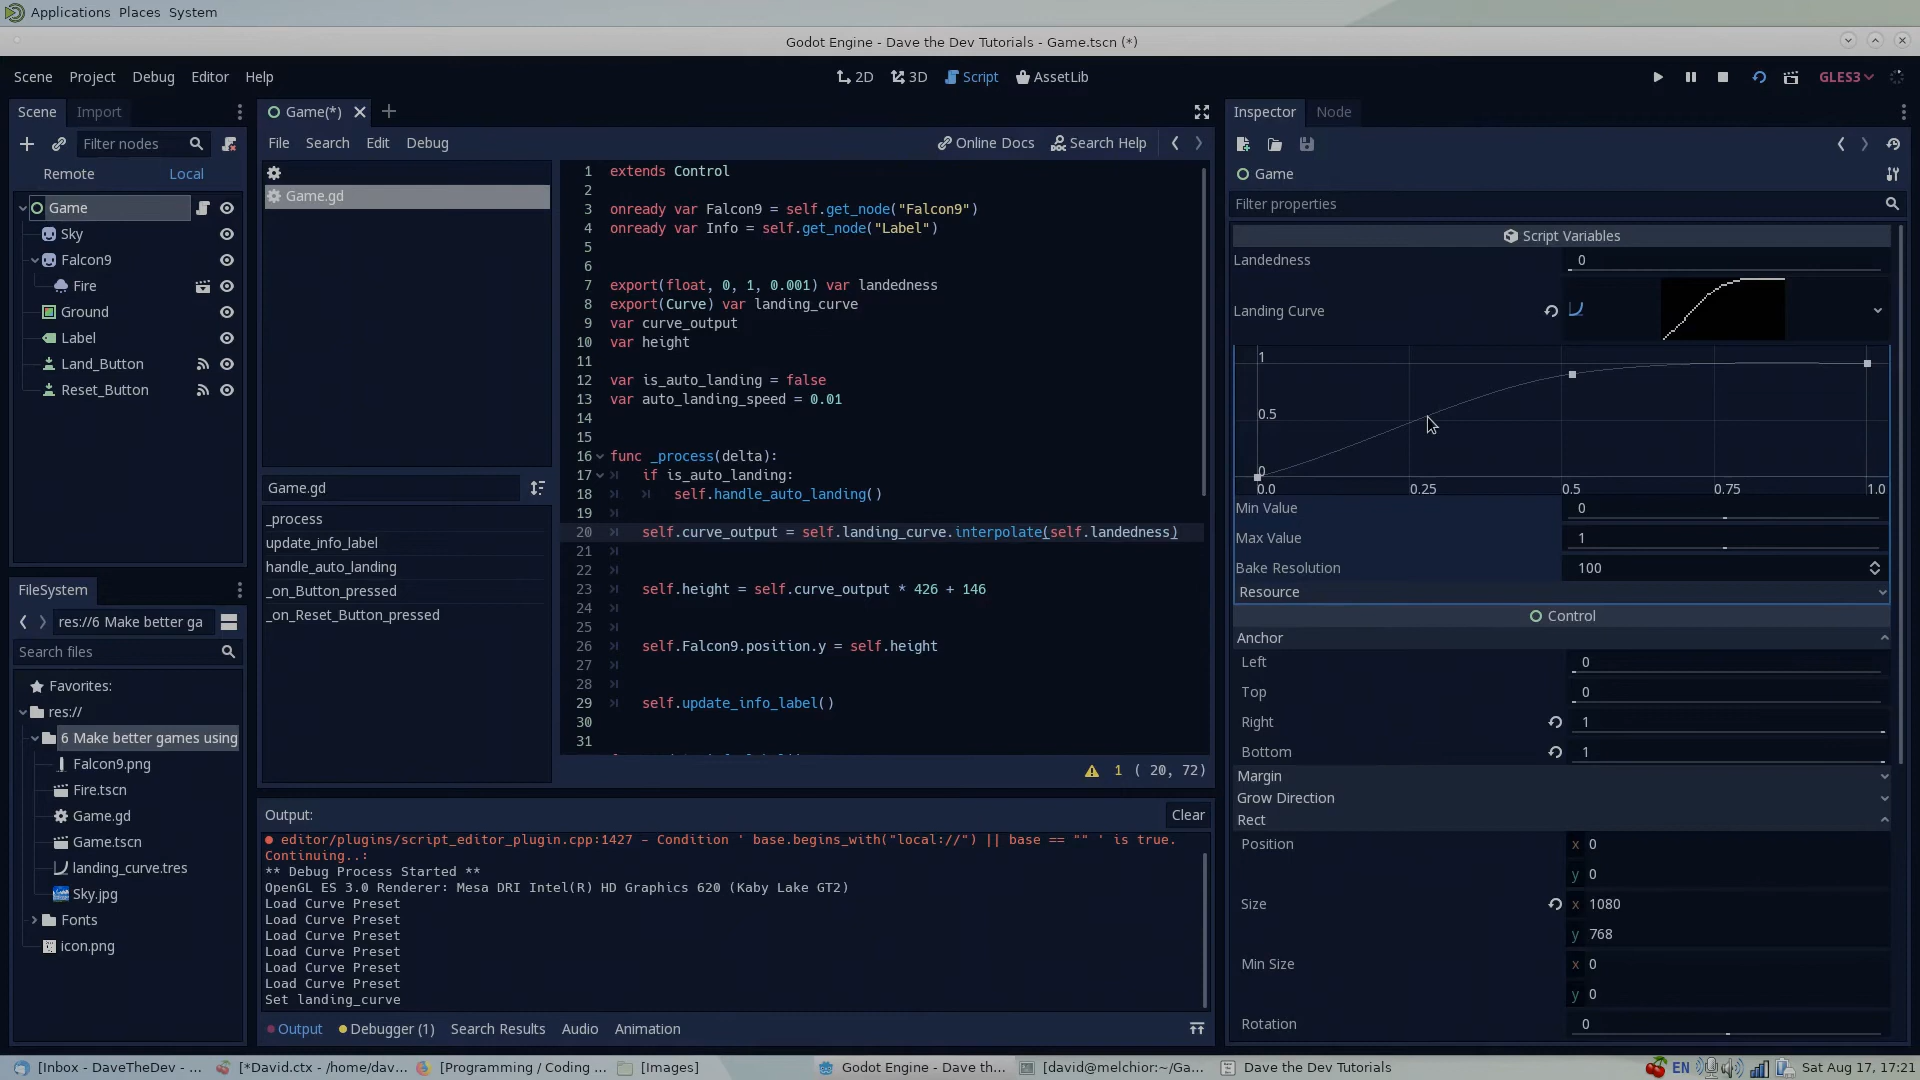 Applications Places System
Godot Engine - Dave the Dev Tutorials - Game.tscn (*)
Scene Project Debug Editor Help
2D 3D Script AssetLib
GLES3
Scene Import
Game(*)
Inspector Node
Filter nodes
File Search Edit Debug
Online Docs Search Help
Remote Local
Game
Sky
Falcon9
Fire
Ground
Label
Land_Button
Reset_Button
FileSystem
res://6 Make better ga
Search files
Favorites:
res://
6 Make better games using
Falcon9.png
Fire.tscn
Game.gd
Game.tscn
landing_curve.tres
Sky.jpg
Fonts
icon.png
Game.gd
Game.gd
_process
update_info_label
handle_auto_landing
_on_Button_pressed
_on_Reset_Button_pressed
1 extends Control
2
3 onready var Falcon9 = self.get_node("Falcon9")
4 onready var Info = self.get_node("Label")
5
6
7 export(float, 0, 1, 0.001) var landedness
8 export(Curve) var landing_curve
9 var curve_output
10 var height
11
12 var is_auto_landing = false
13 var auto_landing_speed = 0.01
14
15
16 func _process(delta):
17 if is_auto_landing:
18 self.handle_auto_landing()
19
20 self.curve_output = self.landing_curve.interpolate(self.landedness)
21
22
23 self.height = self.curve_output * 426 + 146
24
25
26 self.Falcon9.position.y = self.height
27
28
29 self.update_info_label()
30
31
1 ( 20, 72)
Output:
Clear
editor/plugins/script_editor_plugin.cpp:1427 - Condition ' base.begins_with("local://") || base == "" ' is true.
Continuing..:
** Debug Process Started **
OpenGL ES 3.0 Renderer: Mesa DRI Intel(R) HD Graphics 620 (Kaby Lake GT2)
Load Curve Preset
Load Curve Preset
Load Curve Preset
Load Curve Preset
Load Curve Preset
Load Curve Preset
Set landing_curve
Output Debugger (1) Search Results Audio Animation
Game
Filter properties
Script Variables
Landedness 0
Landing Curve
1
0.5
0
0.0 0.25 0.5 0.75 1.0
Min Value 0
Max Value 1
Bake Resolution 100
Resource
Control
Anchor
Left 0
Top 0
Right 1
Bottom 1
Margin
Grow Direction
Rect
Position x 0
y 0
Size x 1080
y 768
Min Size x 0
y 0
Rotation 0
[Inbox - DaveTheDev - ... [*David.ctx - /home/dav... [Programming / Coding ... [Images] Godot Engine - Dave th... [david@melchior:~/Ga... Dave the Dev Tutorials EN Sat Aug 17, 17:21